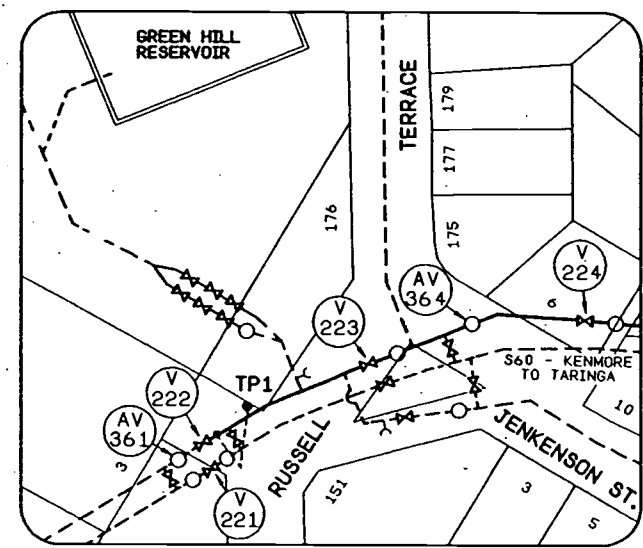 GREEN HILL
RESERVOIR
TERRACE
179
177
175
176
V
224
AV
364
V
223
6
S60 - KENMORE
TO TARINGA
TP1
V
222
AV
361
3
V
221
RUSSELL
151
JENKENSON ST.
10
3
5